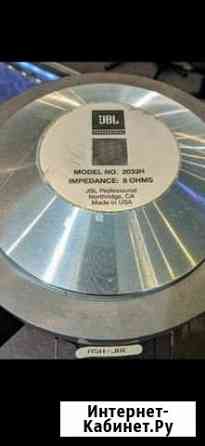 JBL
MODEL NO. 2033H
IMPEDANCE: 8 OHMS
JBL Professional
Northridge, CA
Made in USA
Интернет-
Кабинет.Ру